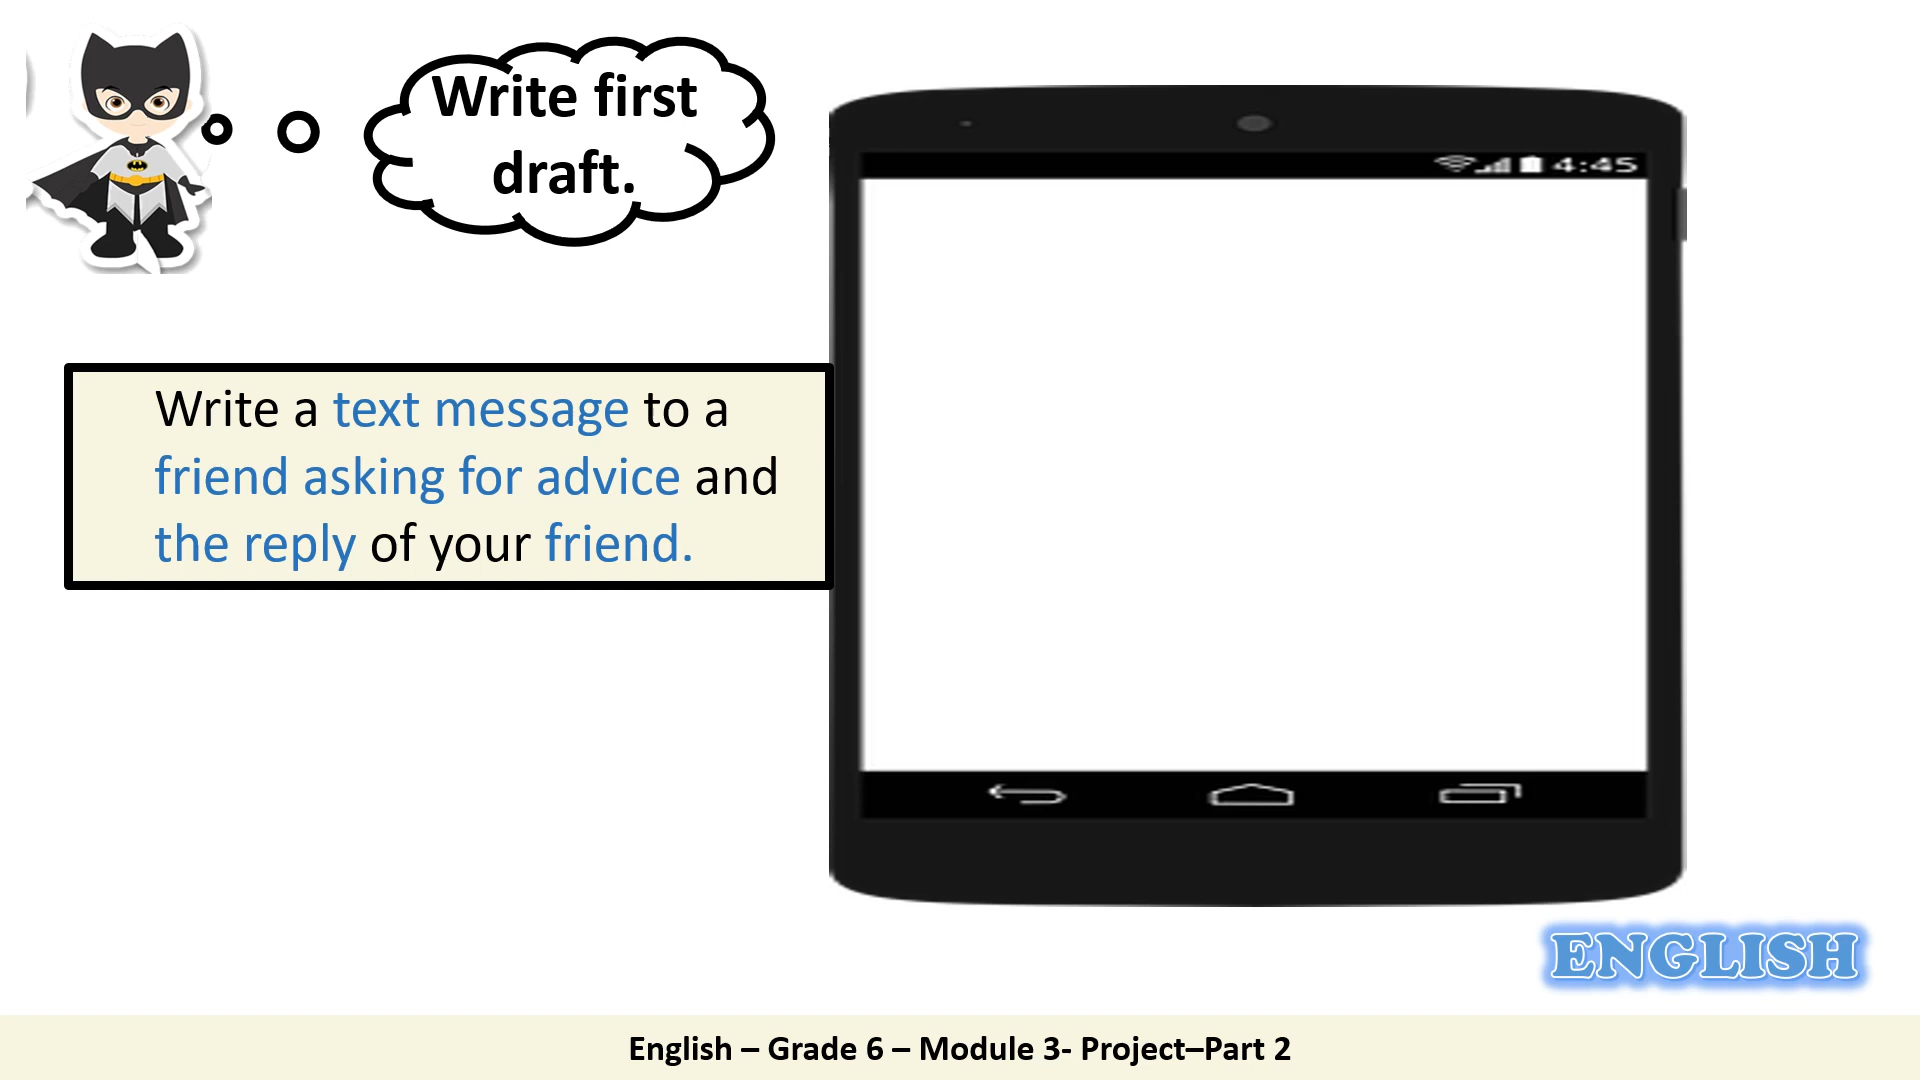 Write first
draft.
4:45
Write a text message to a
friend asking for advice and
the reply of your friend.
ENGLISH
English – Grade 6 – Module 3- Project–Part 2